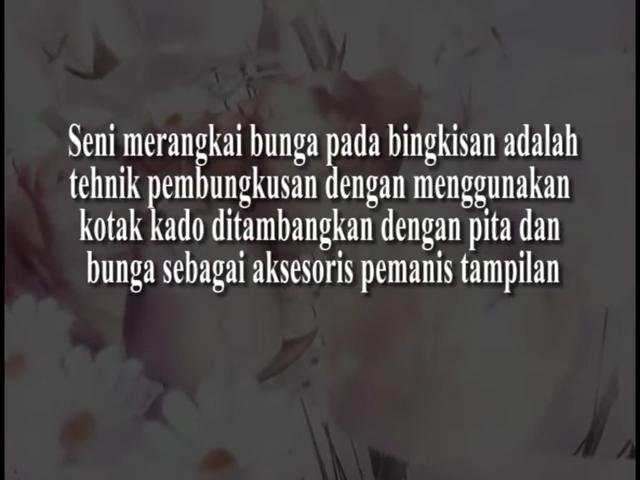 Seni merangkai bunga pada bingkisan adalah
tehnik pembungkusan dengan menggunakan
kotak kado ditambangkan dengan pita dan
bunga sebagai aksesoris pemanis tampilan